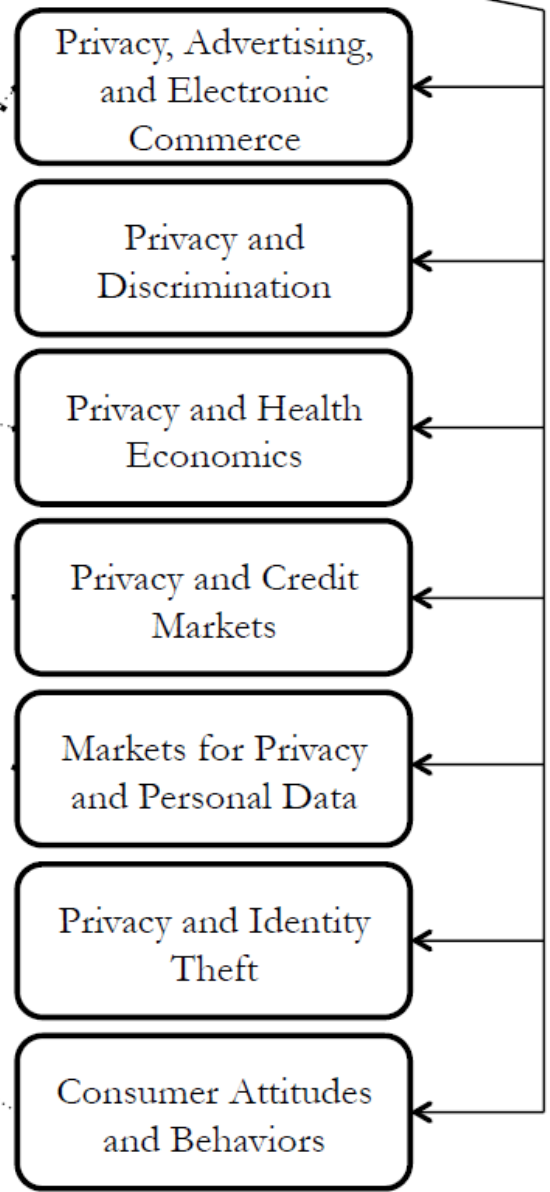 Privacy, Advertising,
and Electronic
Commerce
Privacy and
Discrimination
Privacy and Health
Economics
Privacy and Credit
Markets
Markets for Privacy
and Personal Data
Privacy and Identity
Theft
Consumer Attitudes
and Behaviors